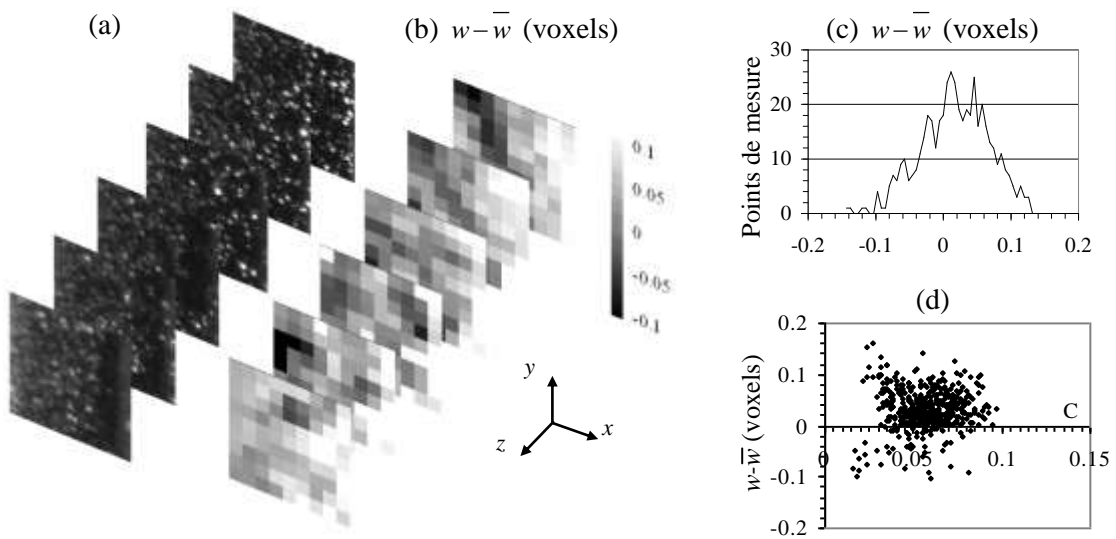 (a)
(b) w – w̅ (voxels)
0.1
0.05
0
-0.05
-0.1
y
x
z
(c) w – w̅ (voxels)
Points de mesure
30
20
10
0
-0.2 -0.1 0 0.1 0.2
(d)
w-w̅ (voxels)
0.2
0.1
0
-0.1
-0.2
0 0.05 0.1 0.15
C